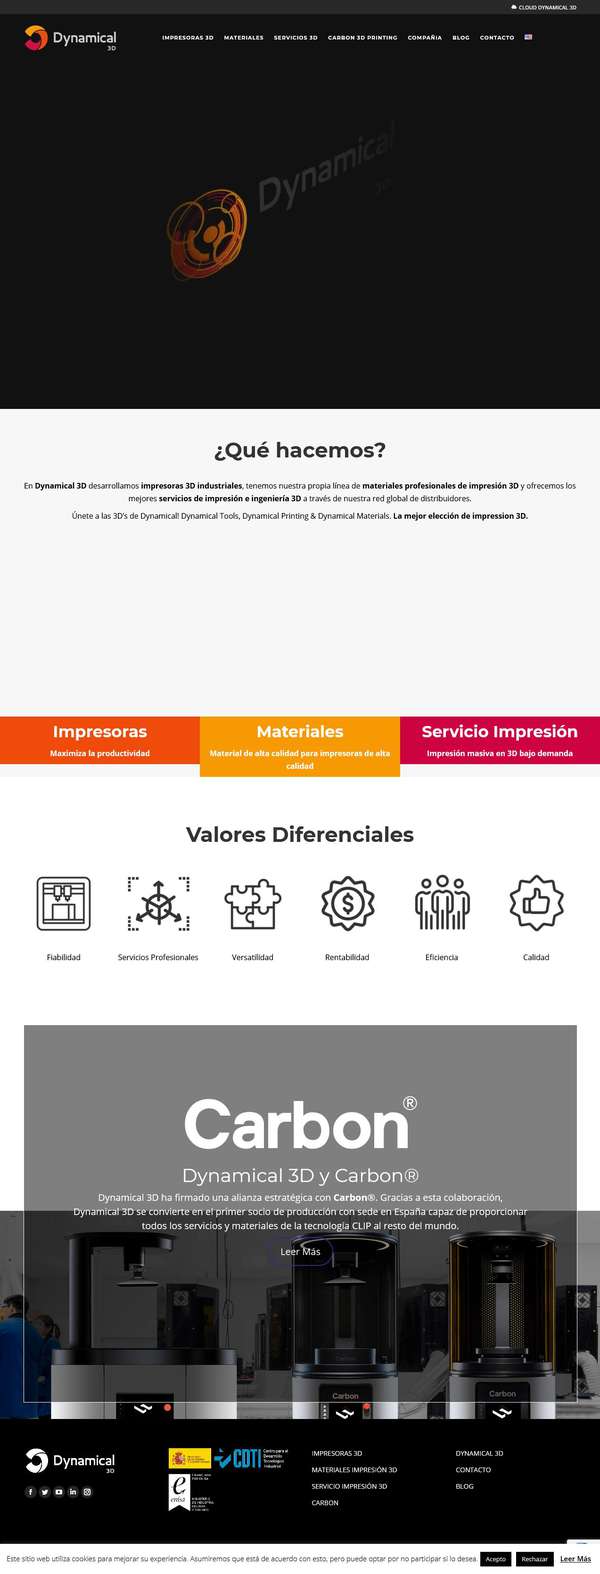 CLOUD DYNAMICAL 3D
Dynamical
3D
IMPRESORAS 3D MATERIALES SERVICIOS 3D CARBON 3D PRINTING COMPAÑIA BLOG CONTACTO
Dynamical
3D
¿Qué hacemos?
En Dynamical 3D desarrollamos impresoras 3D industriales, tenemos nuestra propia línea de materiales profesionales de impresión 3D y ofrecemos los
mejores servicios de impresión e ingeniería 3D a través de nuestra red global de distribuidores.
Únete a las 3D's de Dynamical! Dynamical Tools, Dynamical Printing & Dynamical Materials. La mejor elección de impression 3D.
Impresoras
Maximiza la productividad
Materiales
Material de alta calidad para impresoras de alta
calidad
Servicio Impresión
Impresión masiva en 3D bajo demanda
Valores Diferenciales
Fiabilidad
Servicios Profesionales
Versatilidad
Rentabilidad
Eficiencia
Calidad
Carbon®
Dynamical 3D y Carbon®
Dynamical 3D ha firmado una alianza estratégica con Carbon®. Gracias a esta colaboración,
Dynamical 3D se convierte en el primer socio de producción con sede en España capaz de proporcionar
todos los servicios y materiales de la tecnología CLIP al resto del mundo.
Leer Más
Carbon
Carbon
Dynamical
3D
CDTI
Centro para el
Desarrollo
Tecnológico
Industrial
enisa
IMPRESORAS 3D
MATERIALES IMPRESIÓN 3D
SERVICIO IMPRESIÓN 3D
CARBON
DYNAMICAL 3D
CONTACTO
BLOG
Este sitio web utiliza cookies para mejorar su experiencia. Asumiremos que está de acuerdo con esto, pero puede optar por no participar si lo desea. Acepto Rechazar Leer Más